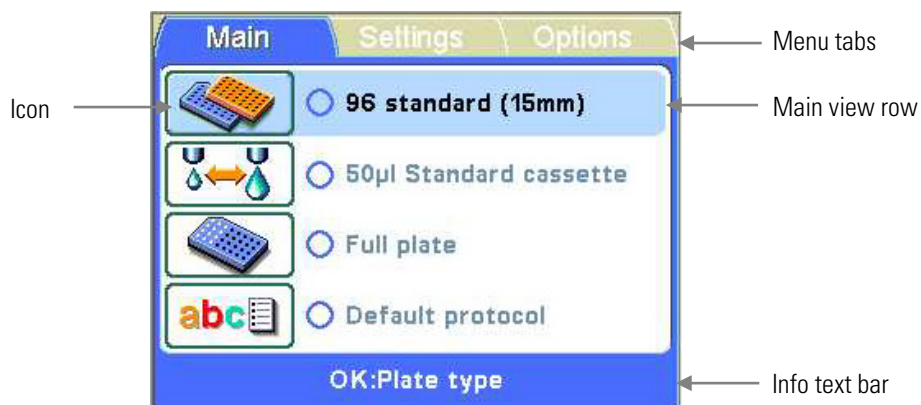 Main Settings Options
Menu tabs
Icon
96 standard (15mm)
Main view row
50µl Standard cassette
Full plate
abc
Default protocol
OK:Plate type
Info text bar